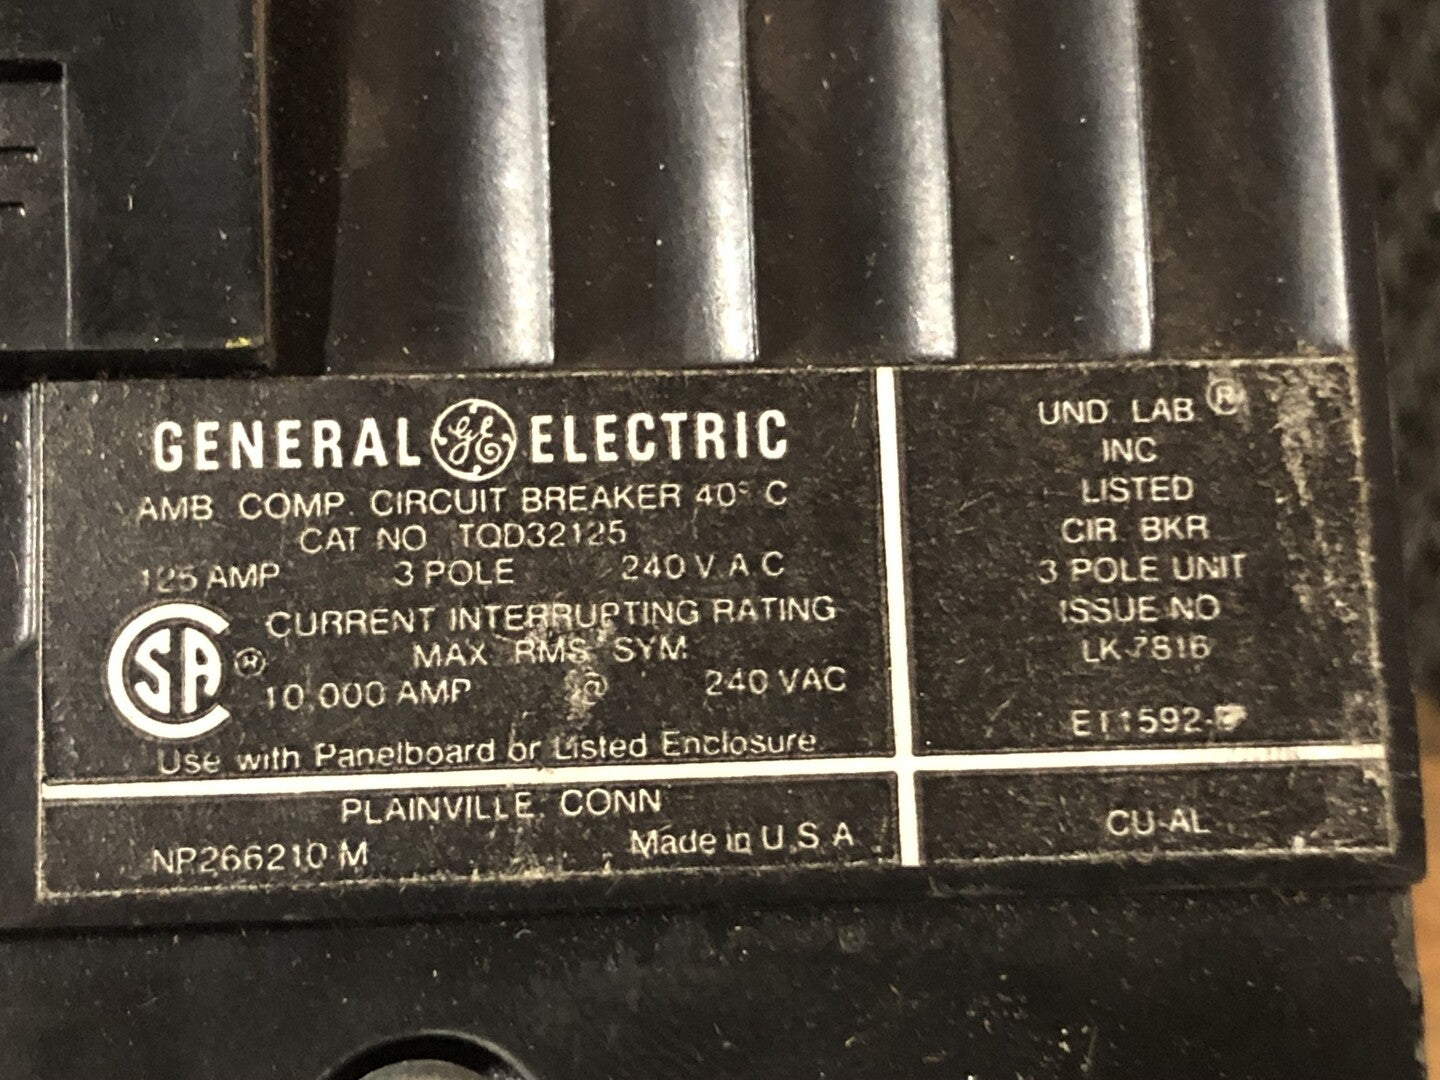 GENERAL GE ELECTRIC
AMB. COMP. CIRCUIT BREAKER 40° C
CAT NO TQD32125
125 AMP 3 POLE 240 V.A.C
CURRENT INTERRUPTING RATING
MAX RMS SYM
SA ®
10,000 AMP @ 240 VAC
Use with Panelboard or Listed Enclosure
PLAINVILLE, CONN
NP266210 M Made in U.S.A
UND. LAB ®
INC
LISTED
CIR. BKR
3 POLE UNIT
ISSUE NO
LK-7816
CU-AL